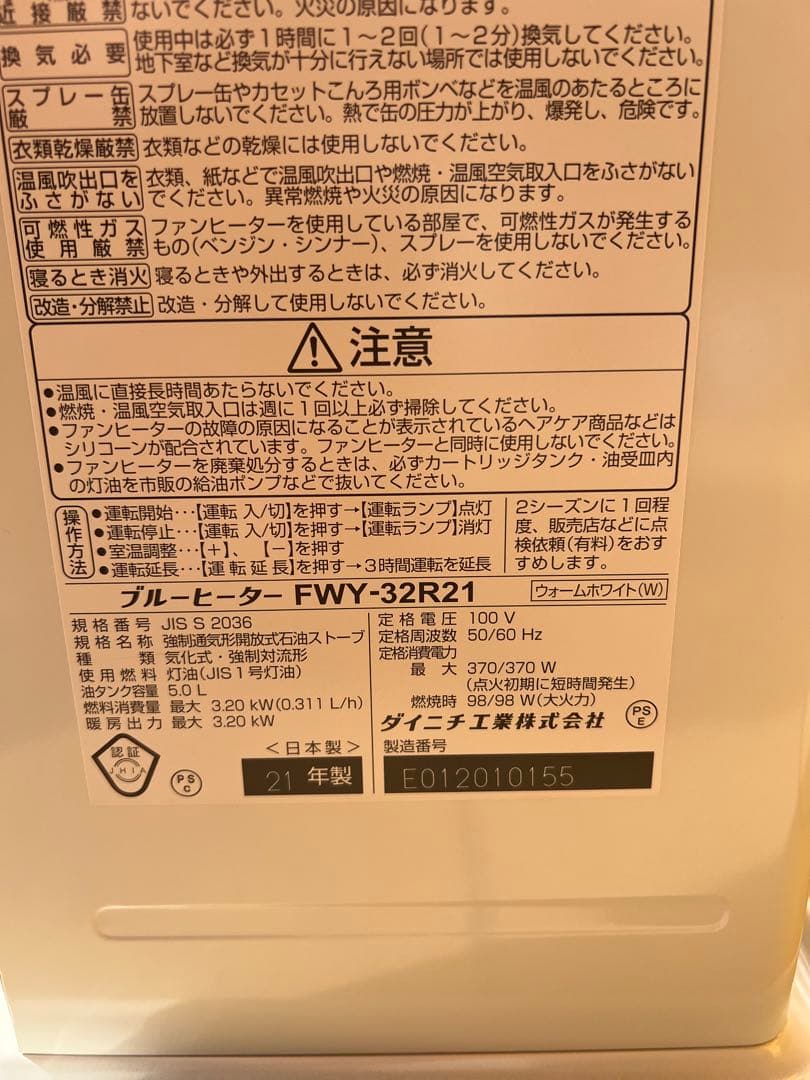 近接厳禁 ないでください。火災の原因になります。
換気必要 使用中は必ず1時間に1～2回(1～2分)換気してください。
地下室など換気が十分に行えない場所では使用しないでください。
スプレー缶 スプレー缶やカセットこんろ用ボンベなどを温風のあたるところに
厳禁 放置しないでください。熱で缶の圧力が上がり、爆発し、危険です。
衣類乾燥厳禁 衣類などの乾燥には使用しないでください。
温風吹出口を 衣類、紙などで温風吹出口や燃焼・温風空気取入口をふさがない
ふさがない でください。異常燃焼や火災の原因になります。
可燃性ガス ファンヒーターを使用している部屋で、可燃性ガスが発生する
使用厳禁 もの(ベンジン・シンナー)、スプレーを使用しないでください。
寝るとき消火 寝るときや外出するときは、必ず消火してください。
改造・分解禁止 改造・分解して使用しないでください。
注意
●温風に直接長時間あたらないでください。
●燃焼・温風空気取入口は週に1回以上必ず掃除してください。
●ファンヒーターの故障の原因になることが表示されているヘアケア商品などは
シリコーンが配合されています。ファンヒーターと同時に使用しないでください。
●ファンヒーターを廃棄処分するときは、必ずカートリッジタンク・油受皿内
の灯油を市販の給油ポンプなどで抜いてください。
操作方法
●運転開始・・・【運転 入/切】を押す→【運転ランプ】点灯
●運転停止・・・【運転 入/切】を押す→【運転ランプ】消灯
●室温調整・・・【＋】、【－】を押す
●運転延長・・・【運転延長】を押す→3時間運転を延長
2シーズンに1回程
度、販売店などに点
検依頼(有料)をおす
すめします。
ブルーヒーター FWY-32R21 ウォームホワイト(W)
規格番号 JIS S 2036
規格名称 強制通気形開放式石油ストーブ
種類 気化式・強制対流形
使用燃料 灯油(JIS1号灯油)
油タンク容量 5.0 L
燃料消費量 最大 3.20 kW(0.311 L/h)
暖房出力 最大 3.20 kW
定格電圧 100 V
定格周波数 50/60 Hz
定格消費電力
最大 370/370 W
(点火初期に短時間発生)
燃焼時 98/98 W(大火力)
ダイニチ工業株式会社
PS
E
認証
JHIA
PS
C
<日本製>
21 年製
製造番号
E012010155